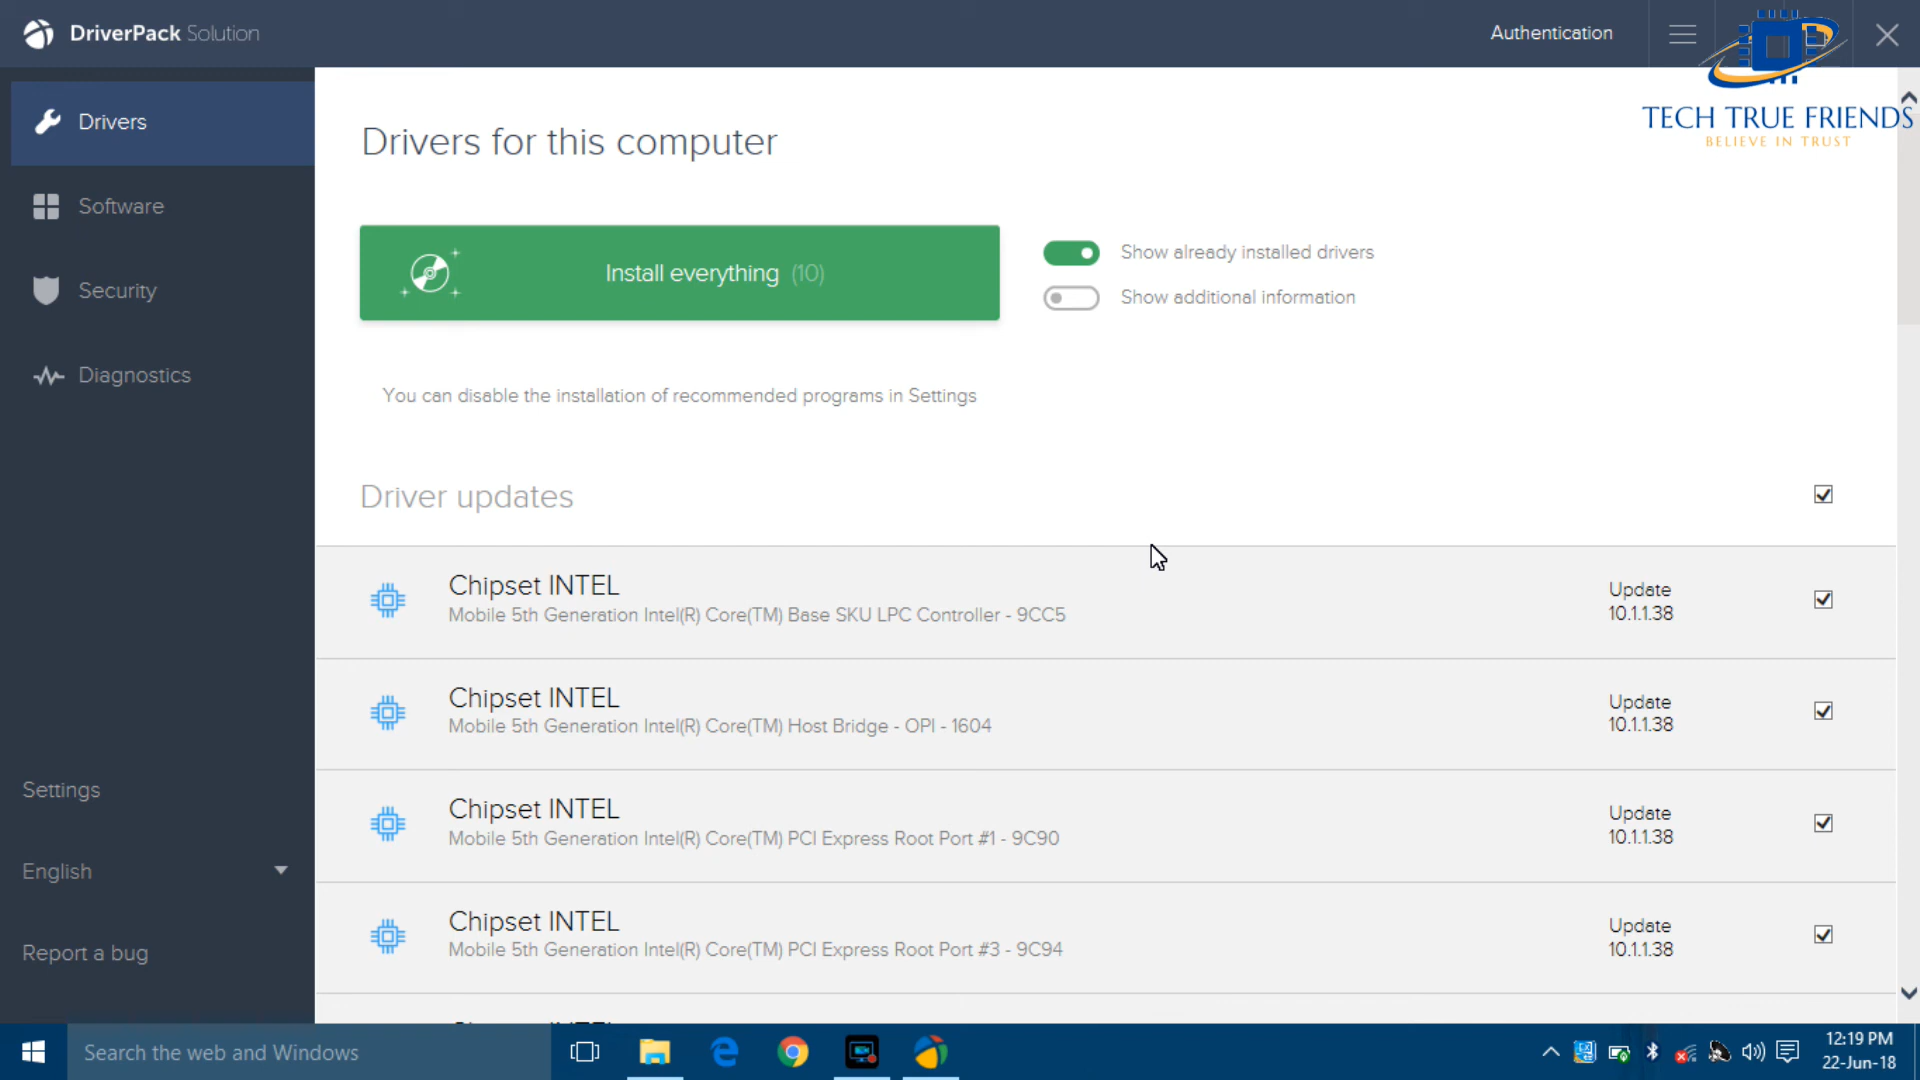 DriverPack Solution
Authentication
TECH TRUE FRIENDS
BELIEVE IN TRUST
Drivers
Software
Security
Diagnostics
Settings
English
Report a bug
Drivers for this computer
Install everything (10)
Show already installed drivers
Show additional information
You can disable the installation of recommended programs in Settings
Driver updates
Chipset INTEL
Mobile 5th Generation Intel(R) Core(TM) Base SKU LPC Controller - 9CC5
Update
10.1.1.38
Chipset INTEL
Mobile 5th Generation Intel(R) Core(TM) Host Bridge - OPI - 1604
Update
10.1.1.38
Chipset INTEL
Mobile 5th Generation Intel(R) Core(TM) PCI Express Root Port #1 - 9C90
Update
10.1.1.38
Chipset INTEL
Mobile 5th Generation Intel(R) Core(TM) PCI Express Root Port #3 - 9C94
Update
10.1.1.38
Search the web and Windows
12:19 PM
22-Jun-18